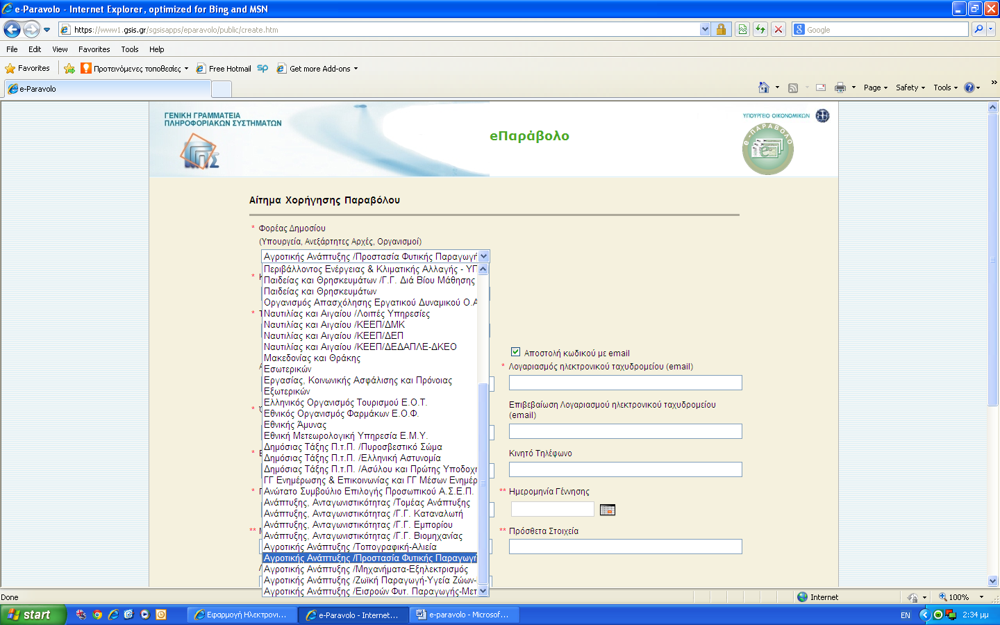 e-Paravolo - Internet Explorer, optimized for Bing and MSN
https://www1.gsis.gr/sgsisapps/eparavolo/public/create.htm
Google
File Edit View Favorites Tools Help
Favorites Προτεινόμενες τοποθεσίες Free Hotmail Get more Add-ons
e-Paravolo
Page Safety Tools
ΓΕΝΙΚΗ ΓΡΑΜΜΑΤΕΙΑ
ΠΛΗΡΟΦΟΡΙΑΚΩΝ ΣΥΣΤΗΜΑΤΩΝ
eΠαράβολο
ΥΠΟΥΡΓΕΙΟ ΟΙΚΟΝΟΜΙΚΩΝ
e-ΠΑΡΑΒΟΛΟ
Αίτημα Χορήγησης Παραβόλου
* Φορέας Δημοσίου
(Υπουργεία, Ανεξάρτητες Αρχές, Οργανισμοί)
Αγροτικής Ανάπτυξης /Προστασία Φυτικής Παραγωγή
Περιβάλλοντος Ενέργειας & Κλιματικής Αλλαγής - ΥΠ
Παιδείας και Θρησκευμάτων /Γ.Γ. Διά Βίου Μάθησης
Παιδείας και Θρησκευμάτων
Οργανισμός Απασχόλησης Εργατικού Δυναμικού Ο.Α
Ναυτιλίας και Αιγαίου /Λοιπές Υπηρεσίες
Ναυτιλίας και Αιγαίου /ΚΕΕΠ/ΔΜΚ
Ναυτιλίας και Αιγαίου /ΚΕΕΠ/ΔΕΠ
Ναυτιλίας και Αιγαίου /ΚΕΕΠ/ΔΕΔΑΠΛΕ-ΔΚΕΟ
Μακεδονίας και Θράκης
Εσωτερικών
Εργασίας, Κοινωνικής Ασφάλισης και Πρόνοιας
Εξωτερικών
Ελληνικός Οργανισμός Τουρισμού Ε.Ο.Τ.
Εθνικός Οργανισμός Φαρμάκων Ε.Ο.Φ.
Εθνικής Άμυνας
Εθνική Μετεωρολογική Υπηρεσία Ε.Μ.Υ.
Δημόσιας Τάξης Π.τ.Π. /Πυροσβεστικό Σώμα
Δημόσιας Τάξης Π.τ.Π. /Ελληνική Αστυνομία
Δημόσιας Τάξης Π.τ.Π. /Ασύλου και Πρώτης Υποδοχή
ΓΓ Ενημέρωσης & Επικοινωνίας και ΓΓ Μέσων Ενημέρ
Ανώτατο Συμβούλιο Επιλογής Προσωπικού Α.Σ.Ε.Π.
Ανάπτυξης, Ανταγωνιστικότητας /Τομέας Ανάπτυξης
Ανάπτυξης, Ανταγωνιστικότητας /Γ.Γ. Καταναλωτή
Ανάπτυξης, Ανταγωνιστικότητας /Γ.Γ. Εμπορίου
Ανάπτυξης, Ανταγωνιστικότητας /Γ.Γ. Βιομηχανίας
Αγροτικής Ανάπτυξης /Τοπογραφική-Αλιεία
Αγροτικής Ανάπτυξης /Προστασία Φυτικής Παραγωγή
Αγροτικής Ανάπτυξης /Μηχανήματα-Εξηλεκτρισμός
Αγροτικής Ανάπτυξης /Ζωϊκή Παραγωγή-Υγεία Ζώων-
Αγροτικής Ανάπτυξης /Εισροών Φυτ. Παραγωγής-Μετ
Αποστολή κωδικού με email
* Λογαριασμός ηλεκτρονικού ταχυδρομείου (email)
Επιβεβαίωση Λογαριασμού ηλεκτρονικού ταχυδρομείου
(email)
Κινητό Τηλέφωνο
** Ημερομηνία Γέννησης
** Πρόσθετα Στοιχεία
Done Internet 100%
start Εφαρμογή Ηλεκτρονι... e-Paravolo - Internet... e-paravolo - Microsof... EN 2:34 μμ